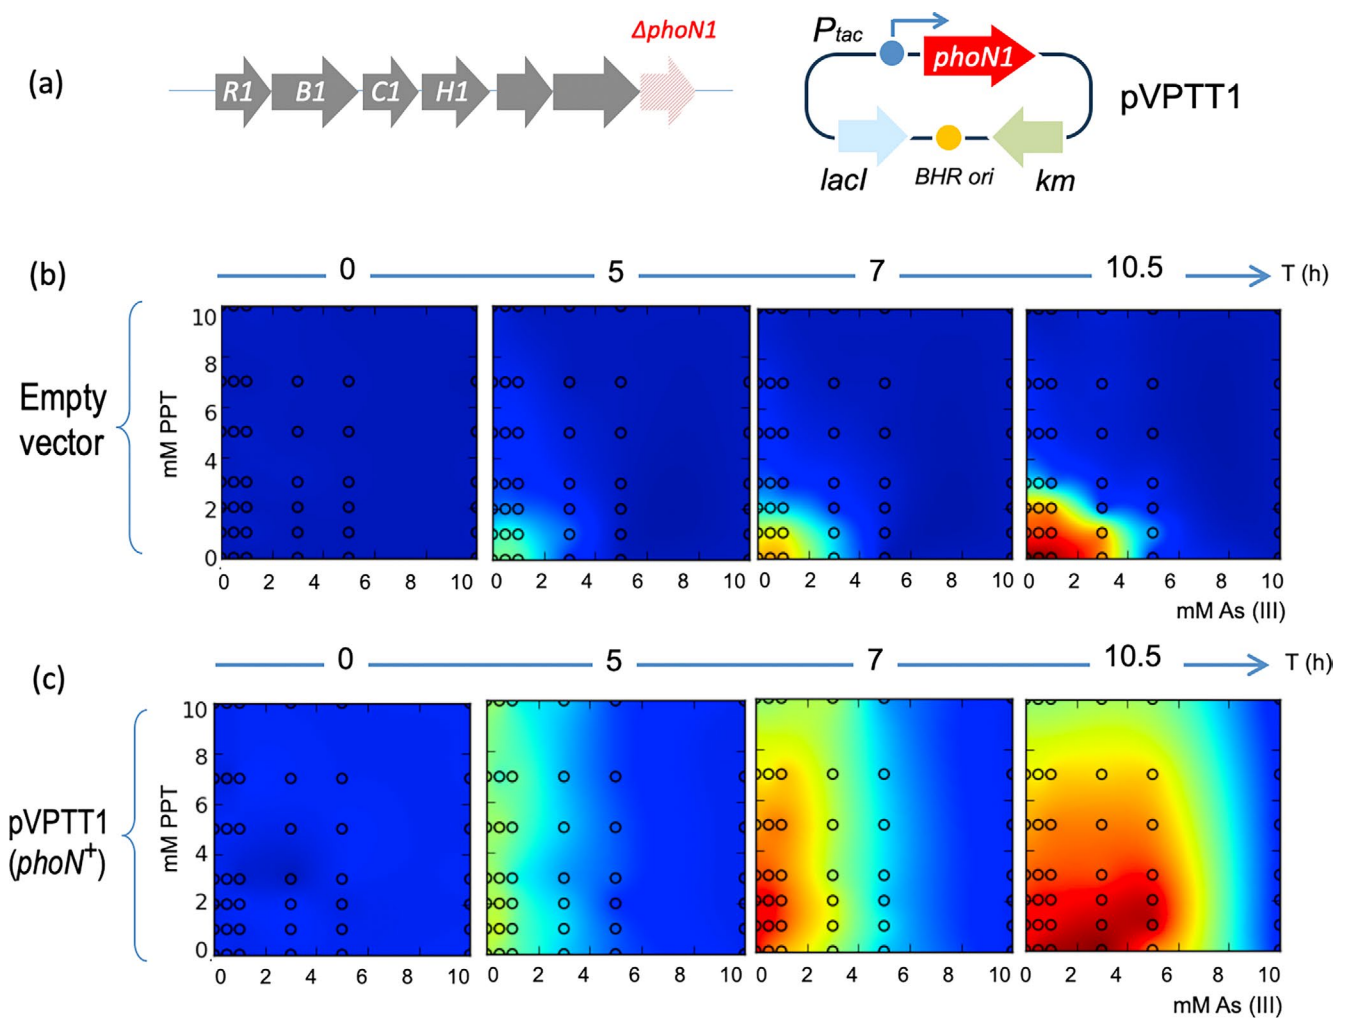 (a)
ΔphoN1
R1 B1 C1 H1
Ptac
phoN1
pVPTT1
lacI
BHR ori
km
(b)
0 5 7 10.5 T (h)
Empty
vector
mM PPT
10
8
6
4
2
0
0 2 4 6 8 10
0 2 4 6 8 10
0 2 4 6 8 10
0 2 4 6 8 10
mM As (III)
(c)
0 5 7 10.5 T (h)
pVPTT1
(phoN+)
mM PPT
10
8
6
4
2
0
0 2 4 6 8 10
0 2 4 6 8 10
0 2 4 6 8 10
0 2 4 6 8 10
mM As (III)